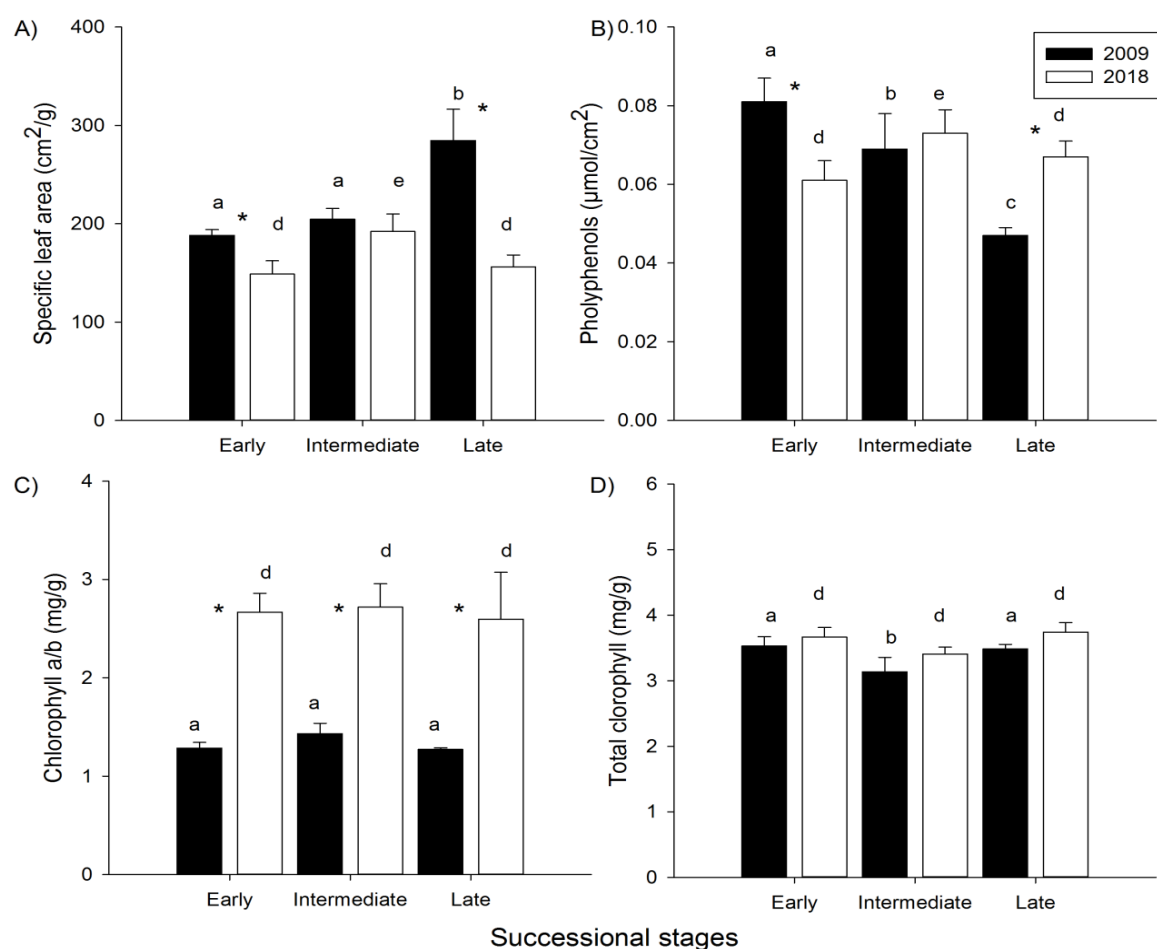 A)
Specific leaf area (cm²/g)
400
300
200
100
0
a
*
d
a
e
b
*
d
Early
Intermediate
Late
B)
Pholyphenols (µmol/cm²)
0.10
0.08
0.06
0.04
0.02
0.00
2009
2018
a
*
d
b
e
c
*
d
Early
Intermediate
Late
C)
Chlorophyll a/b (mg/g)
4
3
2
1
0
a
*
d
a
*
d
a
*
d
Early
Intermediate
Late
D)
Total clorophyll (mg/g)
6
5
4
3
2
1
0
a
d
b
d
a
d
Early
Intermediate
Late
Successional stages